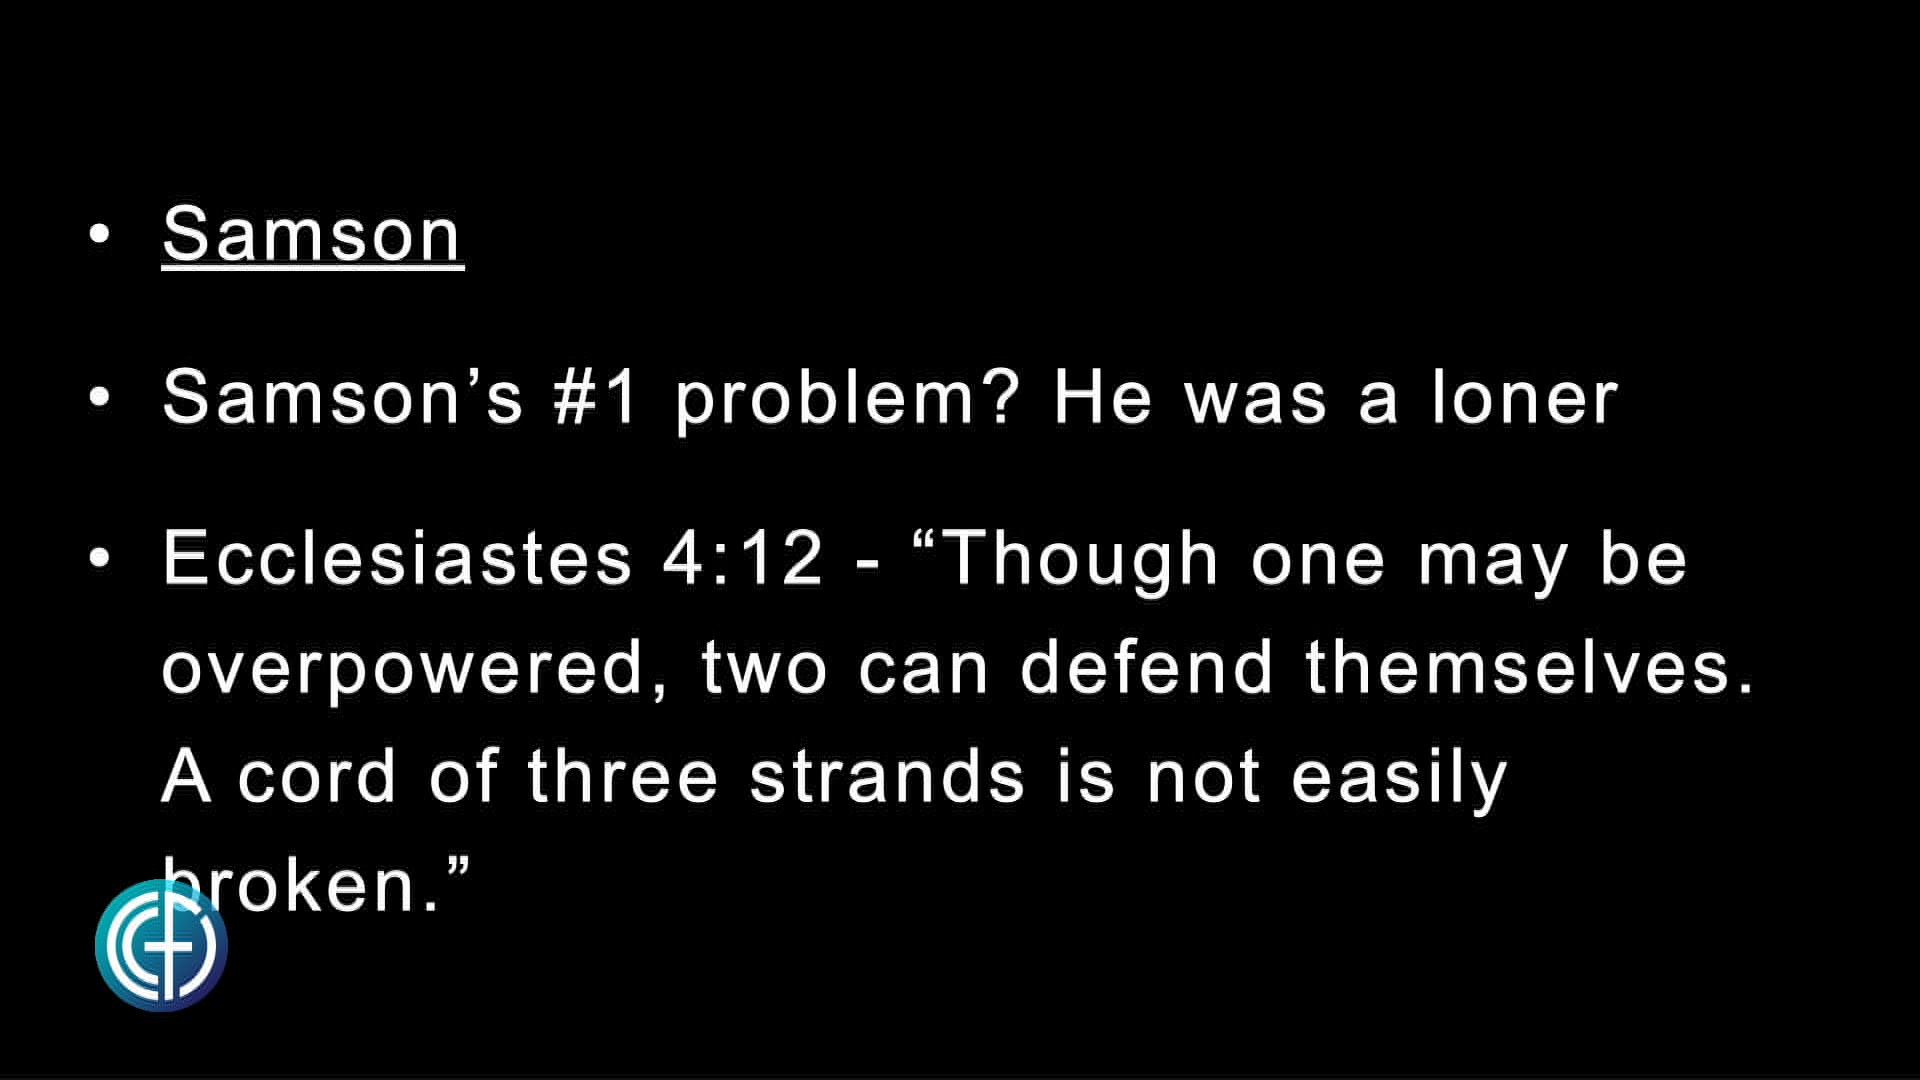 • Samson
• Samson’s #1 problem? He was a loner
• Ecclesiastes 4:12 - “Though one may be
overpowered, two can defend themselves.
A cord of three strands is not easily
broken.”